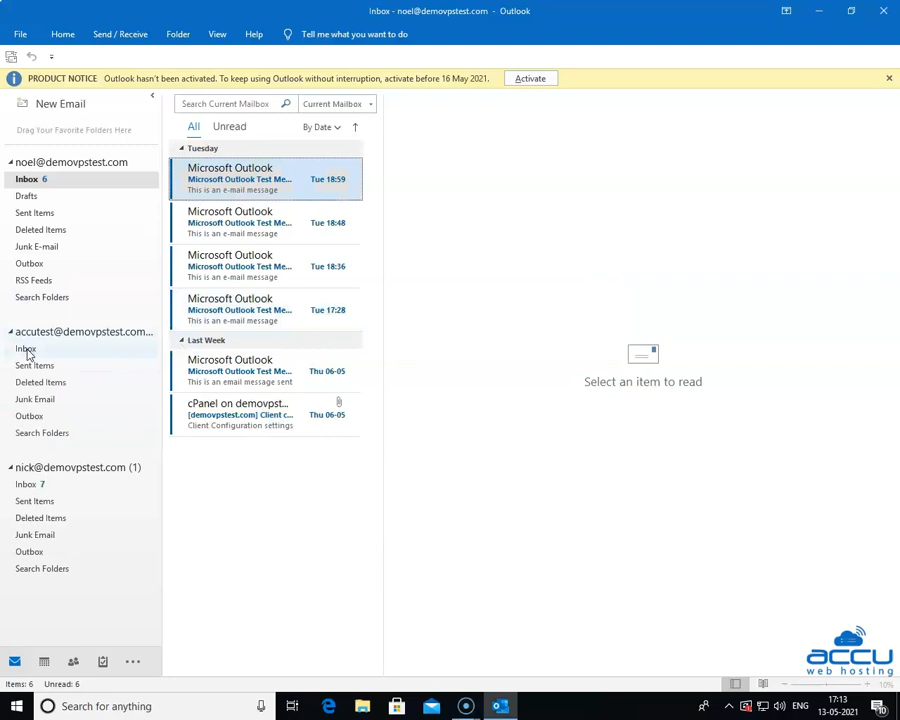 Inbox - noel@demovpstest.com - Outlook
File Home Send / Receive Folder View Help Tell me what you want to do
PRODUCT NOTICE Outlook hasn't been activated. To keep using Outlook without interruption, activate before 16 May 2021. Activate
New Email
Drag Your Favorite Folders Here
noel@demovpstest.com
Inbox 6
Drafts
Sent Items
Deleted Items
Junk E-mail
Outbox
RSS Feeds
Search Folders
accutest@demovpstest.com...
Inbox
Sent Items
Deleted Items
Junk Email
Outbox
Search Folders
nick@demovpstest.com (1)
Inbox 7
Sent Items
Deleted Items
Junk Email
Outbox
Search Folders
Search Current Mailbox Current Mailbox
All Unread By Date
Tuesday
Microsoft Outlook
Microsoft Outlook Test Me... Tue 18:59
This is an e-mail message
Microsoft Outlook
Microsoft Outlook Test Me... Tue 18:48
This is an e-mail message
Microsoft Outlook
Microsoft Outlook Test Me... Tue 18:36
This is an e-mail message
Microsoft Outlook
Microsoft Outlook Test Me... Tue 17:28
This is an e-mail message
Last Week
Microsoft Outlook
Microsoft Outlook Test Me... Thu 06-05
This is an email message sent
cPanel on demovpst...
[demovpstest.com] Client c... Thu 06-05
Client Configuration settings
Select an item to read
ACCU
web hosting
Items: 6 Unread: 6
10%
Search for anything
ENG
17:13
13-05-2021
10